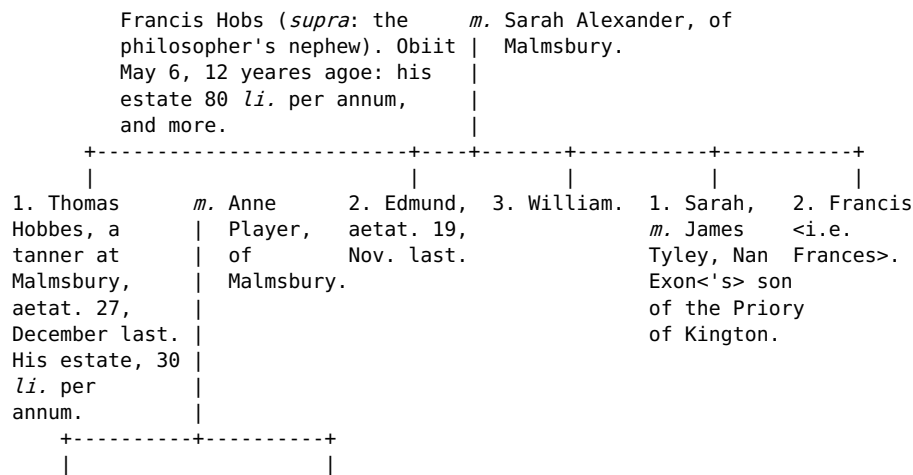 Francis Hobs (supra: the     m. Sarah Alexander, of
philosopher's nephew). Obiit |  Malmsbury.
May 6, 12 yeares agoe: his   |
estate 80 li. per annum,     |
and more.                    |
+--------------------------+----+-------+-----------+-----------+
|                          |            |           |           |
1. Thomas      m. Anne      2. Edmund,  3. William.  1. Sarah,   2. Francis
Hobbes, a      |  Player,   aetat. 19,               m. James    <i.e.
tanner at      |  of        Nov. last.               Tyley, Nan  Frances>.
Malmsbury,     |  Malmsbury.                         Exon<'s> son
aetat. 27,     |                                     of the Priory
December last. |                                     of Kington.
His estate, 30 |
li. per        |
annum.         |
+----------+-----------+
|                      |